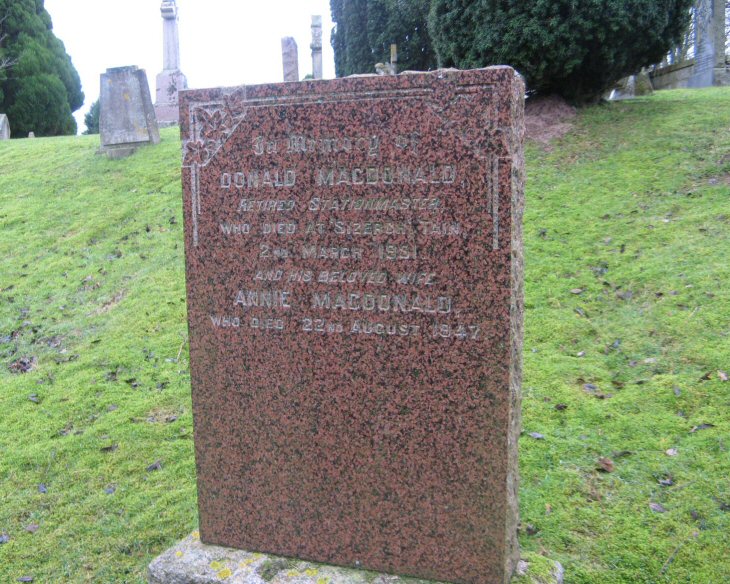 In Memory of
DONALD MACDONALD,
RETIRED STATIONMASTER
WHO DIED AT SIZERGH, TAIN
2ND MARCH 1931.
AND HIS BELOVED WIFE
ANNIE MACDONALD,
WHO DIED 22ND AUGUST 1947.